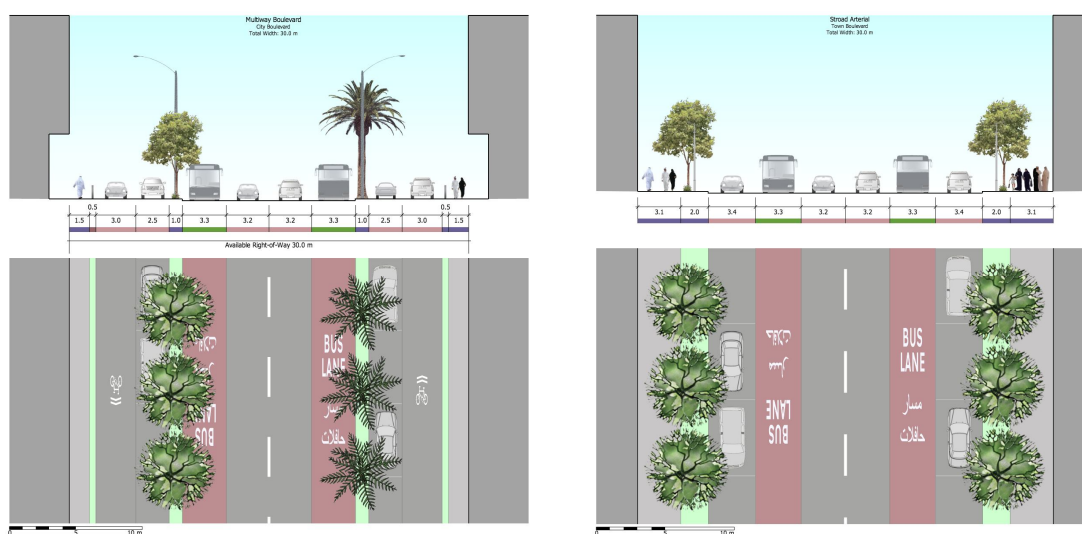 Multiway Boulevard
City Boulevard
Total Width: 30.0 m
0.5
0.5
1.5
3.0
2.5
1.0
3.3
3.2
3.2
3.3
1.0
2.5
3.0
1.5
Available Right-of-Way 30.0 m
BUS
LANE
مسار
حافلات
BUS
LANE
مسار
حافلات
0
5
10 m
Stroad Arterial
Town Boulevard
Total Width: 30.0 m
3.1
2.0
3.4
3.3
3.2
3.2
3.3
3.4
2.0
3.1
BUS
LANE
مسار
حافلات
BUS
LANE
مسار
حافلات
0
5
10 m